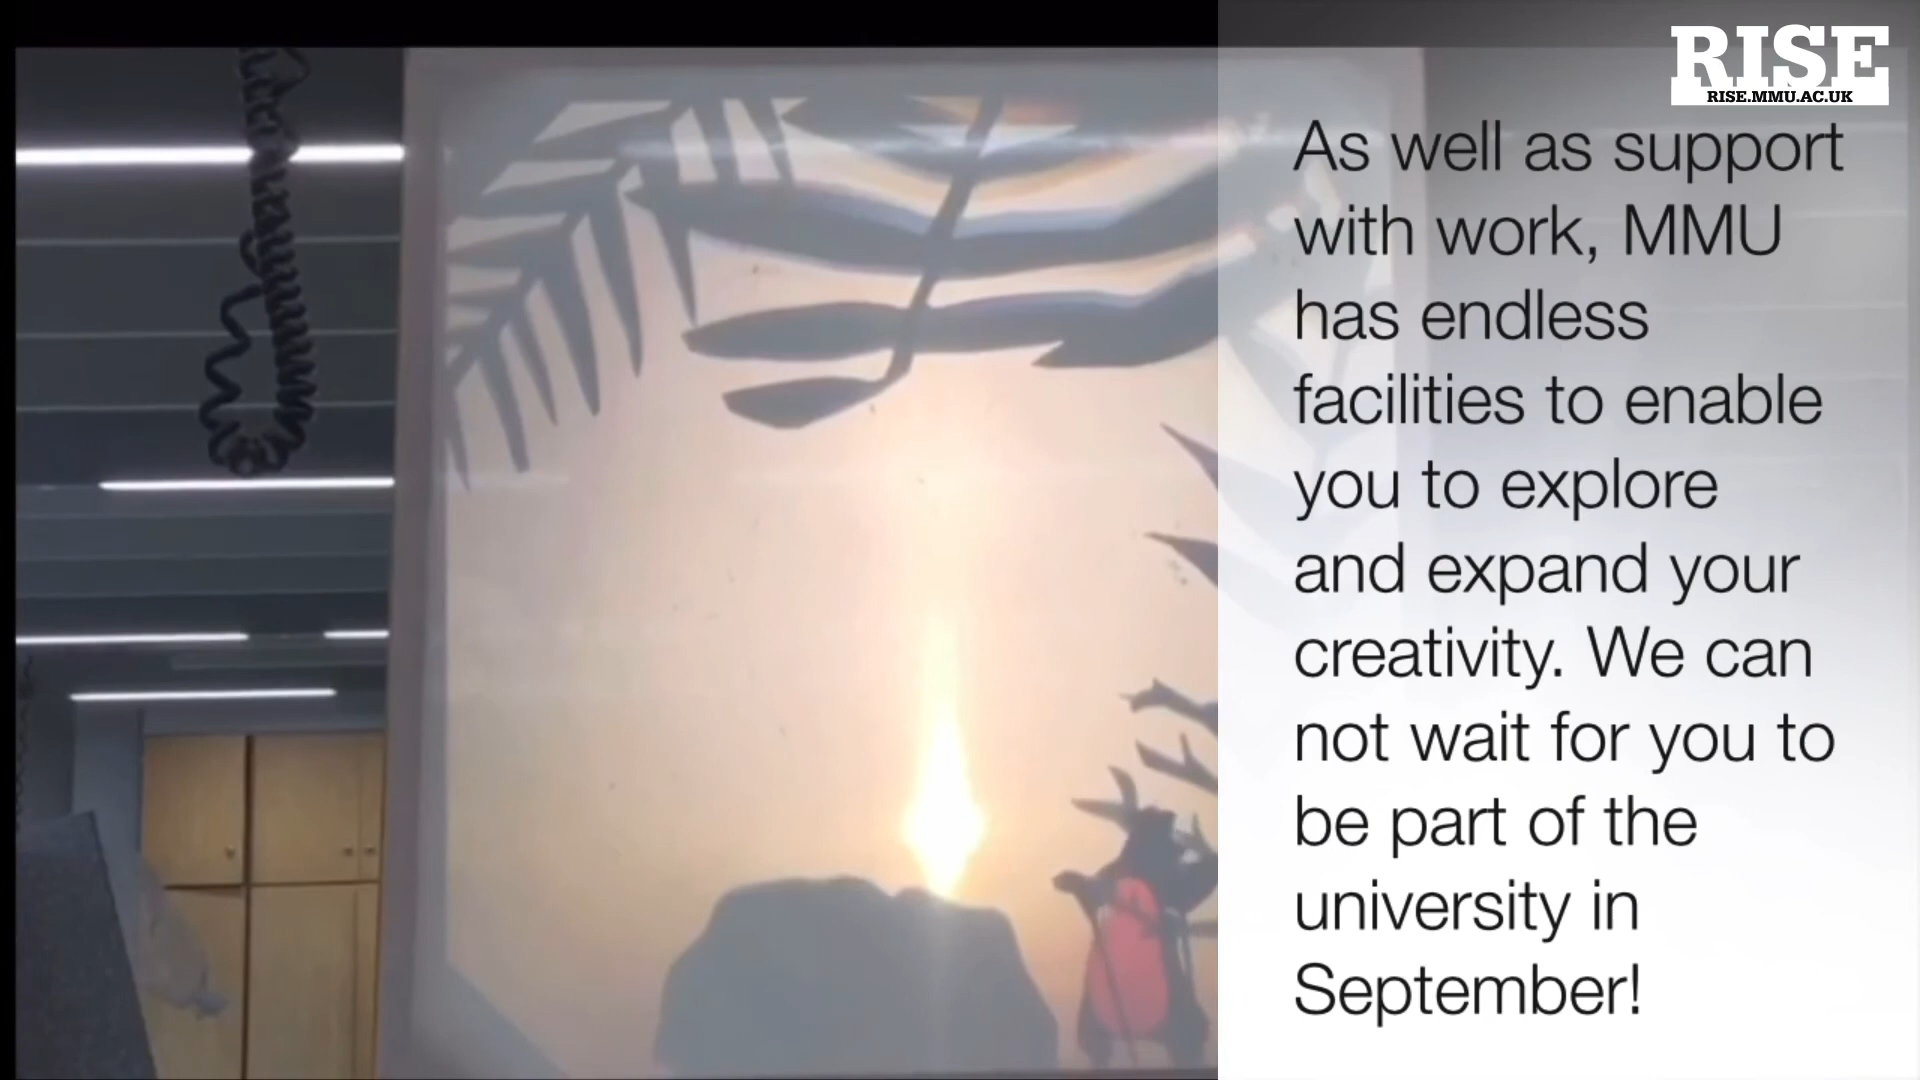 RISE
RISE.MMU.AC.UK
As well as support
with work, MMU
has endless
facilities to enable
you to explore
and expand your
creativity. We can
not wait for you to
be part of the
university in
September!